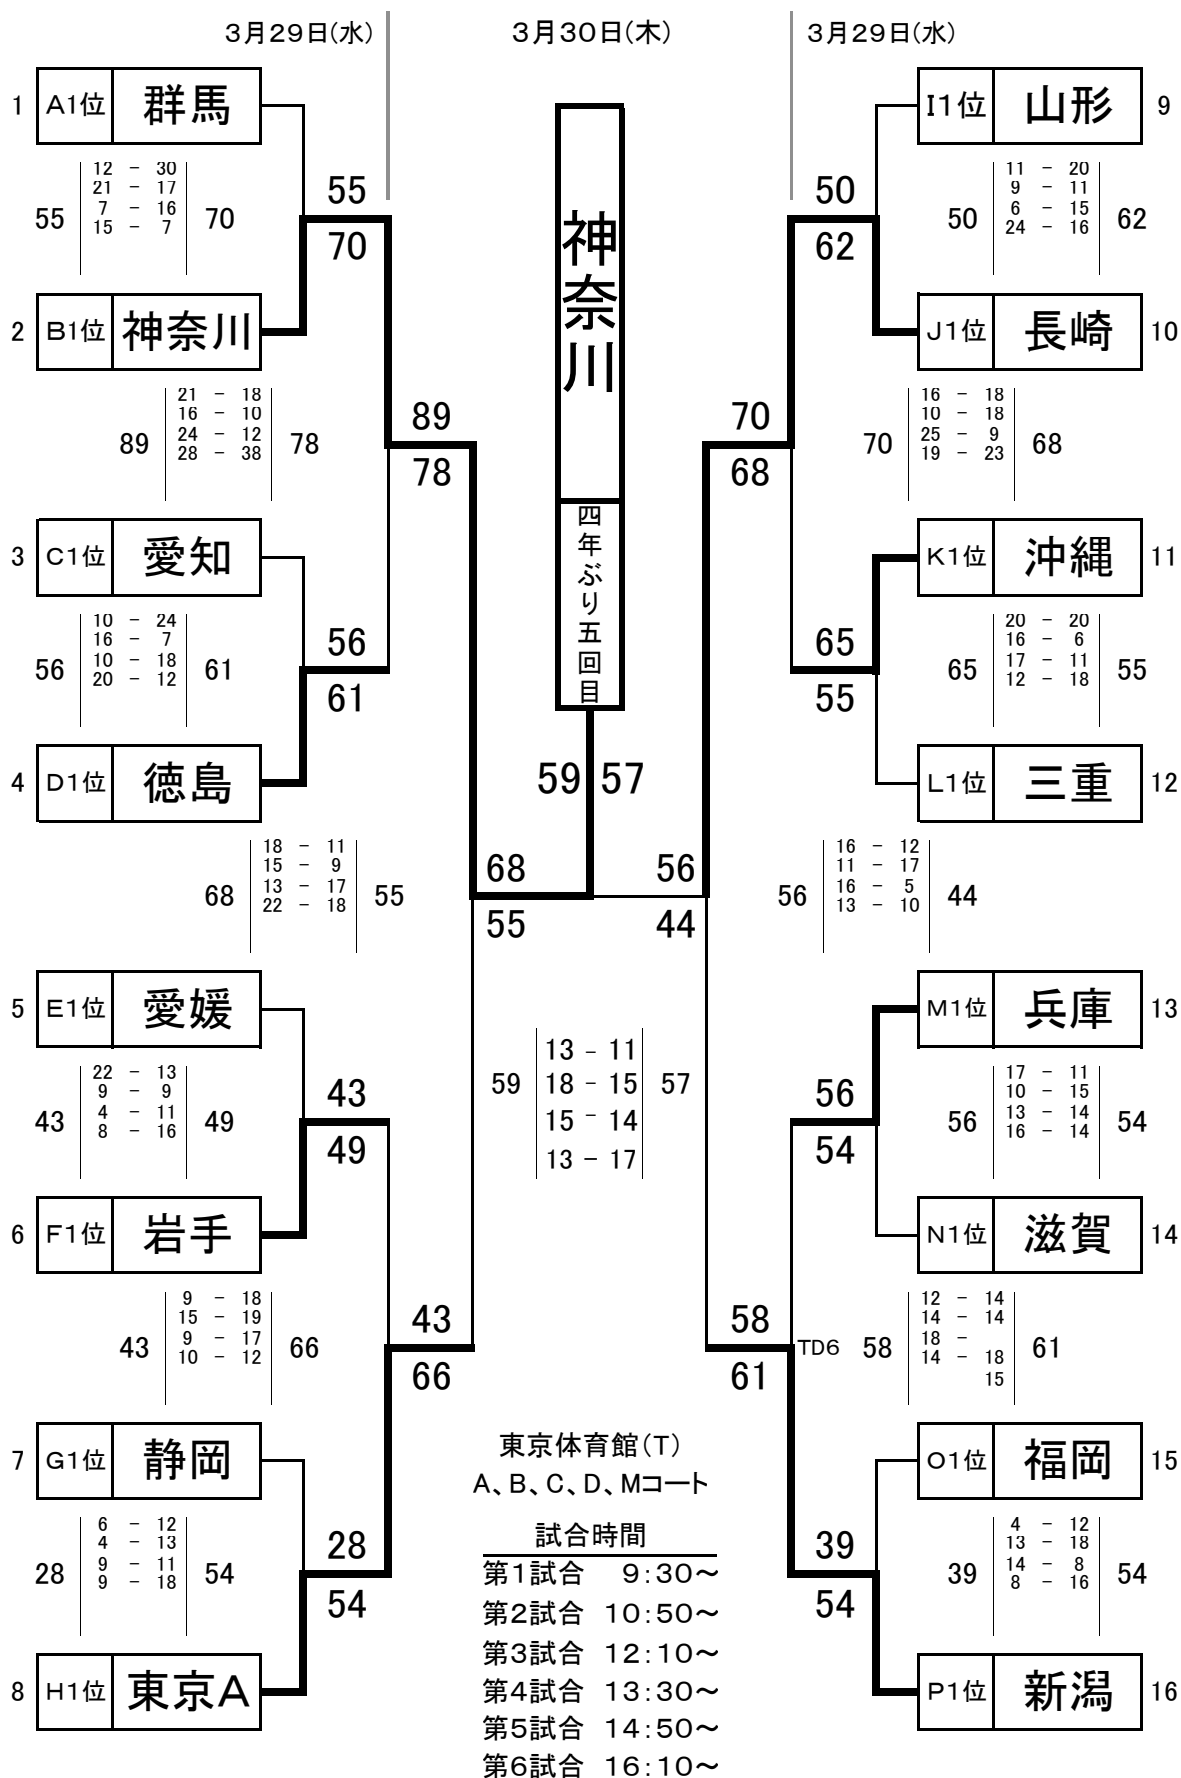 3月29日(水)
3月30日(木)
3月29日(水)
1 A1位 群馬
12 － 30
21 － 17
7 － 16
15 － 7
55 70
55
70
2 B1位 神奈川
21 － 18
16 － 10
24 － 12
28 － 38
89 78
89
78
3 C1位 愛知
10 － 24
16 － 7
10 － 18
20 － 12
56 61
56
61
4 D1位 徳島
18 － 11
15 － 9
13 － 17
22 － 18
68 55
68
55
5 E1位 愛媛
22 － 13
9 － 9
4 － 11
8 － 16
43 49
43
49
6 F1位 岩手
9 － 18
15 － 19
9 － 17
10 － 12
43 66
43
66
7 G1位 静岡
6 － 12
4 － 13
9 － 11
9 － 18
28 54
28
54
8 H1位 東京A
神奈川
四年ぶり五回目
59 57
13 － 11
18 － 15
15 － 14
13 － 17
59 57
東京体育館(T)
A、B、C、D、Mコート
試合時間
第1試合 9:30～
第2試合 10:50～
第3試合 12:10～
第4試合 13:30～
第5試合 14:50～
第6試合 16:10～
I1位 山形 9
11 － 20
9 － 11
6 － 15
24 － 16
50 62
50
62
J1位 長崎 10
16 － 18
10 － 18
25 － 9
19 － 23
70 68
70
68
K1位 沖縄 11
20 － 20
16 － 6
17 － 11
12 － 18
65 55
65
55
L1位 三重 12
16 － 12
11 － 17
16 － 5
13 － 10
56 44
56
44
M1位 兵庫 13
17 － 11
10 － 15
13 － 14
16 － 14
56 54
56
54
N1位 滋賀 14
12 － 14
14 － 14
18 －
14 － 18
15
TD6 58 61
58
61
O1位 福岡 15
4 － 12
13 － 18
14 － 8
8 － 16
39 54
39
54
P1位 新潟 16